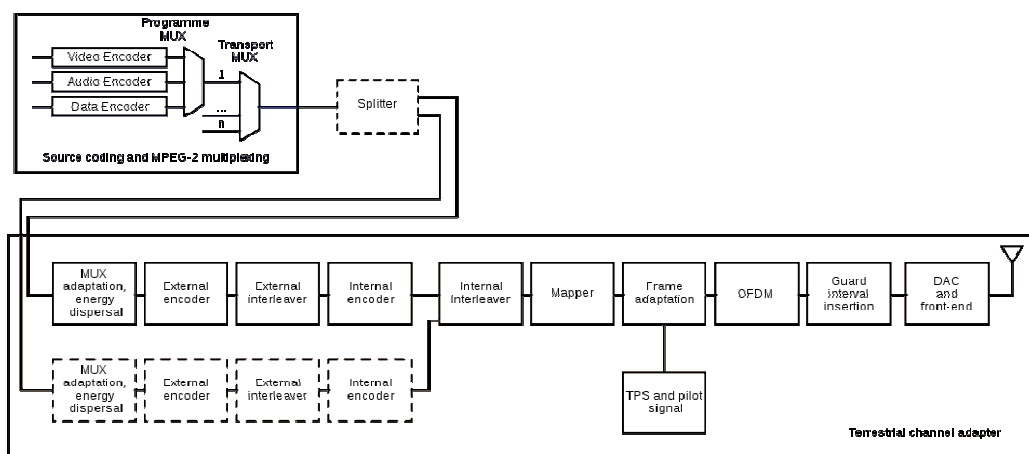 Programme
MUX
Transport
MUX
Video Encoder
Audio Encoder
Data Encoder
1
...
n
Splitter
Source coding and MPEG-2 multiplexing
MUX
adaptation,
energy
dispersal
External
encoder
External
interleaver
Internal
encoder
Internal
Interleaver
Mapper
Frame
adaptation
OFDM
Guard
interval
insertion
DAC
and
front-end
MUX
adaptation,
energy
dispersal
External
encoder
External
interleaver
Internal
encoder
TPS and pilot
signal
Terrestrial channel adapter